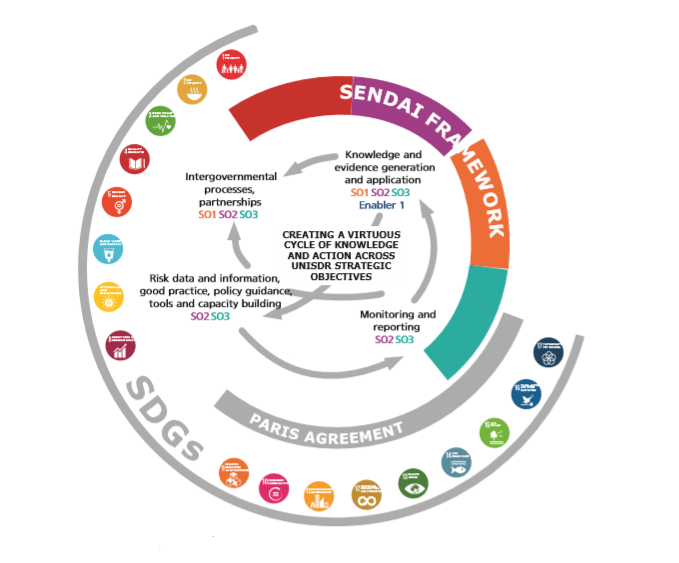 SENDAI FRAMEWORK
Knowledge and
evidence generation
and application
SO1 SO2 SO3
Enabler 1
Intergovernmental
processes,
partnerships
SO1 SO2 SO3
CREATING A VIRTUOUS
CYCLE OF KNOWLEDGE
AND ACTION ACROSS
UNISDR STRATEGIC
OBJECTIVES
Risk data and information,
good practice, policy guidance,
tools and capacity building
SO2 SO3
Monitoring and
reporting
SO2 SO3
PARIS AGREEMENT
SDGs